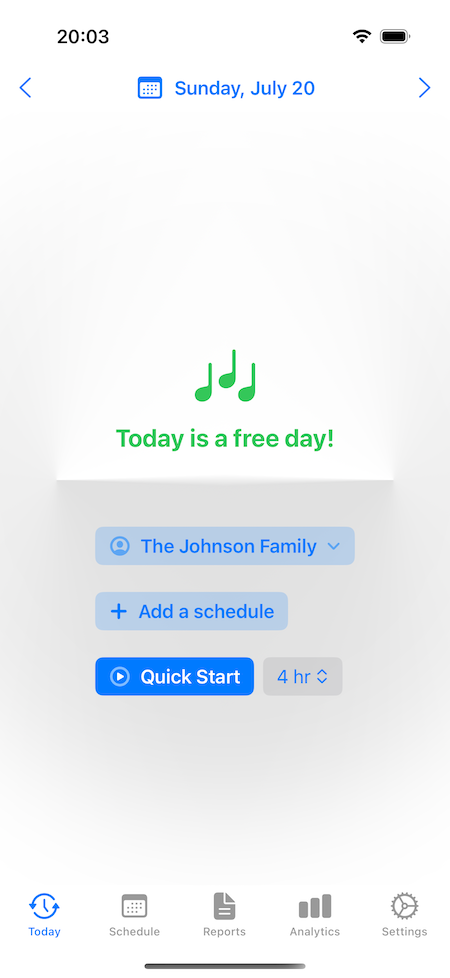 20:03
Sunday, July 20
Today is a free day!
The Johnson Family
Add a schedule
Quick Start
4 hr
Today
Schedule
Reports
Analytics
Settings